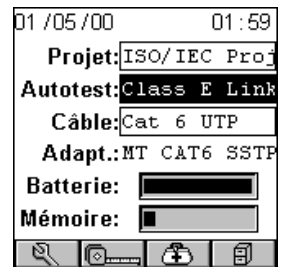 01/05/00 01:59
Projet: ISO/IEC Proj
Autotest: Class E Link
Câble: Cat 6 UTP
Adapt.: MT CAT6 SSTP
Batterie:
Mémoire: